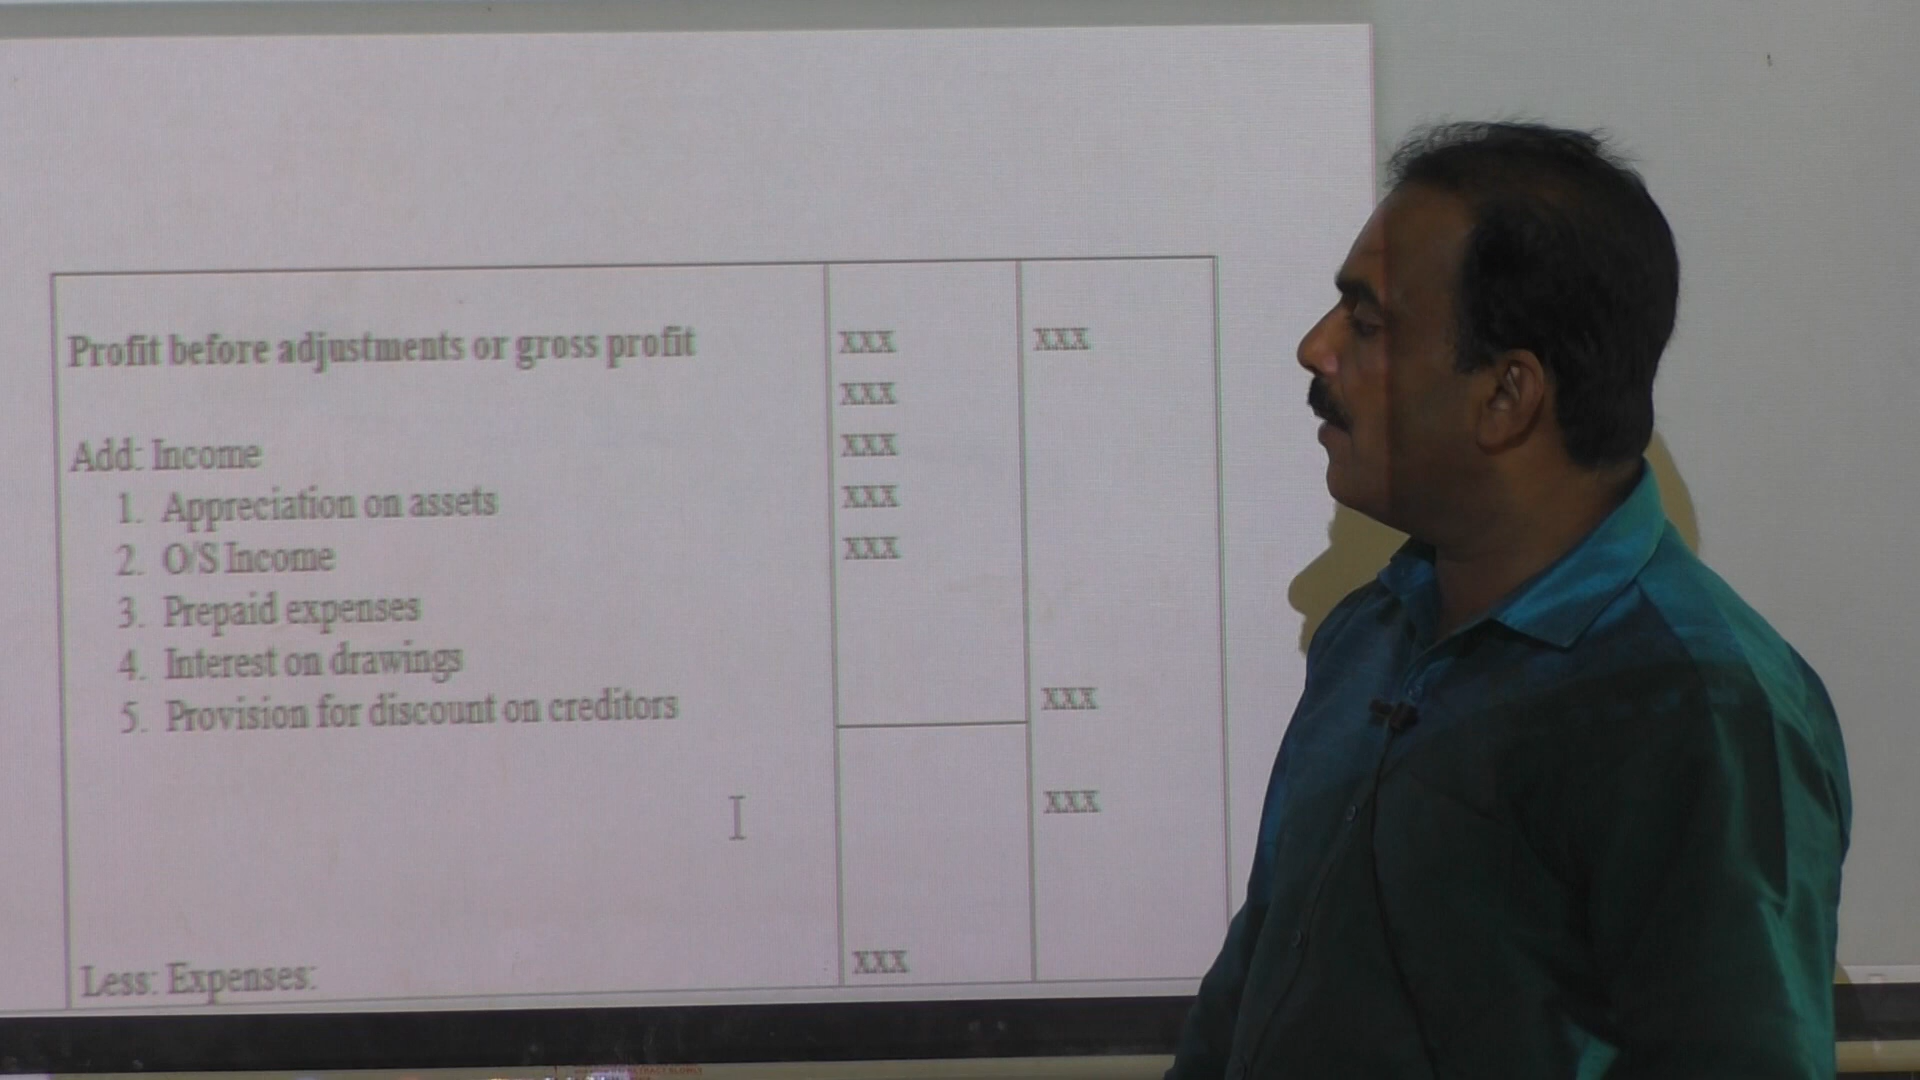 Profit before adjustments or gross profit XXX XXX
XXX
Add: Income XXX
1. Appreciation on assets XXX
2. O/S Income XXX
3. Prepaid expenses
4. Interest on drawings
5. Provision for discount on creditors XXX
XXX
Less: Expenses: XXX